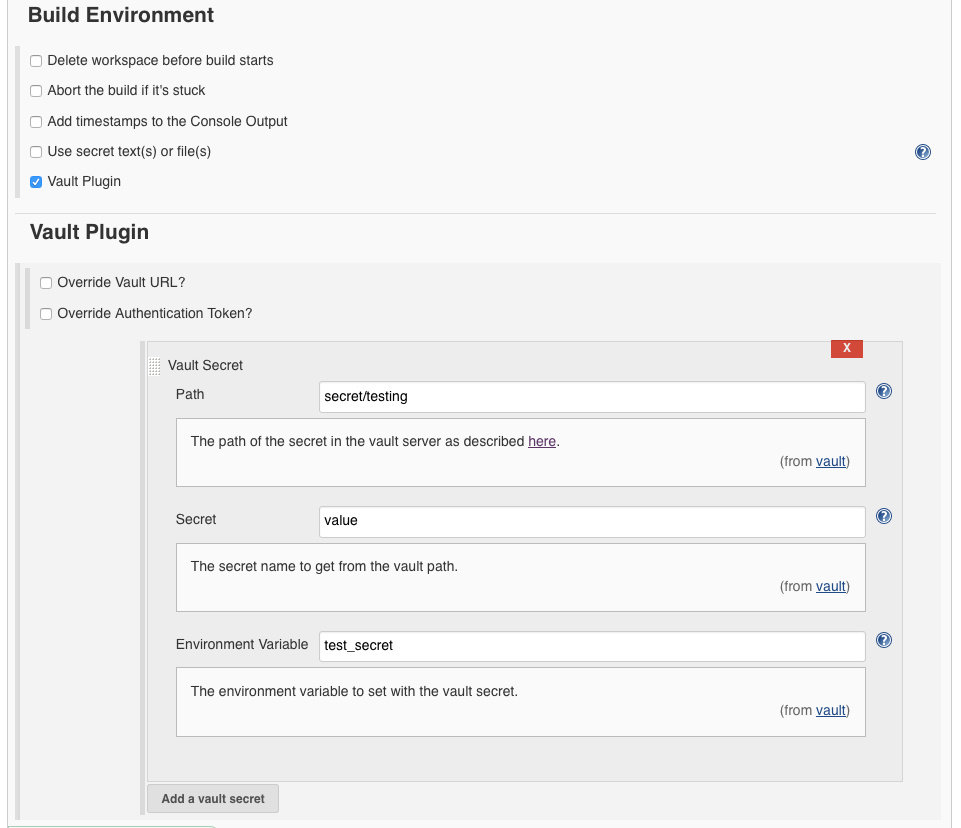 Build Environment
Delete workspace before build starts
Abort the build if it's stuck
Add timestamps to the Console Output
Use secret text(s) or file(s)
?
Vault Plugin
Vault Plugin
Override Vault URL?
Override Authentication Token?
X
Vault Secret
Path secret/testing ?
The path of the secret in the vault server as described here.
(from vault)
Secret value ?
The secret name to get from the vault path.
(from vault)
Environment Variable test_secret ?
The environment variable to set with the vault secret.
(from vault)
Add a vault secret